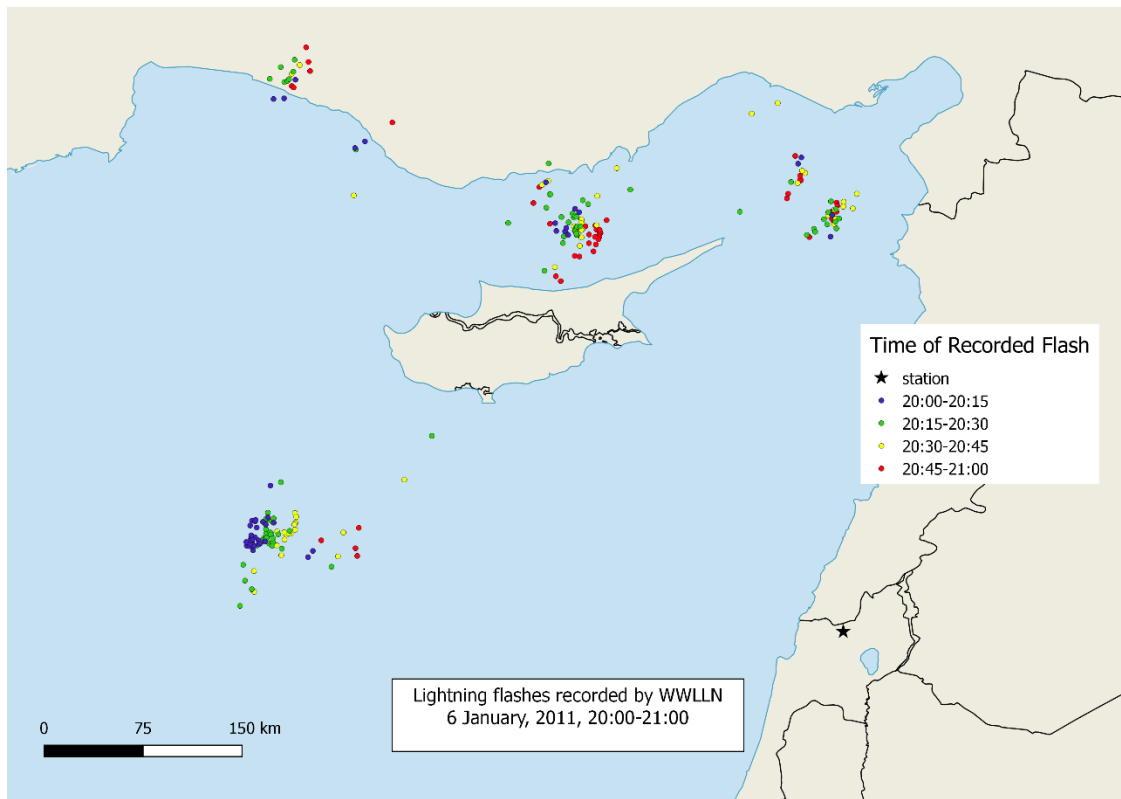 Time of Recorded Flash
station
20:00-20:15
20:15-20:30
20:30-20:45
20:45-21:00
Lightning flashes recorded by WWLLN
6 January, 2011, 20:00-21:00
0 75 150 km